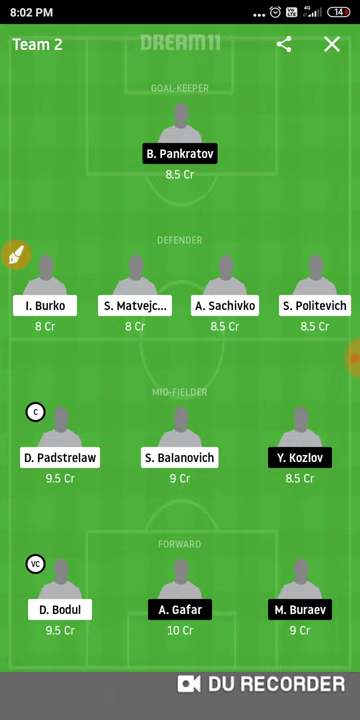 8:02 PM
4G
14
Team 2
DREAM11
GOAL-KEEPER
B. Pankratov
8.5 Cr
DEFENDER
I. Burko
S. Matvejc...
A. Sachivko
S. Politevich
8 Cr
8 Cr
8.5 Cr
8.5 Cr
MID-FIELDER
C
D. Padstrelaw
S. Balanovich
Y. Kozlov
9.5 Cr
9 Cr
8.5 Cr
FORWARD
VC
D. Bodul
A. Gafar
M. Buraev
9.5 Cr
10 Cr
9 Cr
DU RECORDER